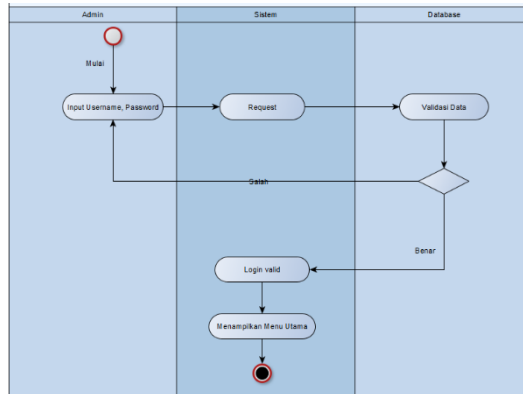 Admin
Sistem
Database
Mulai
Input Username, Password
Request
Validasi Data
Salah
Benar
Login valid
Menampilkan Menu Utama